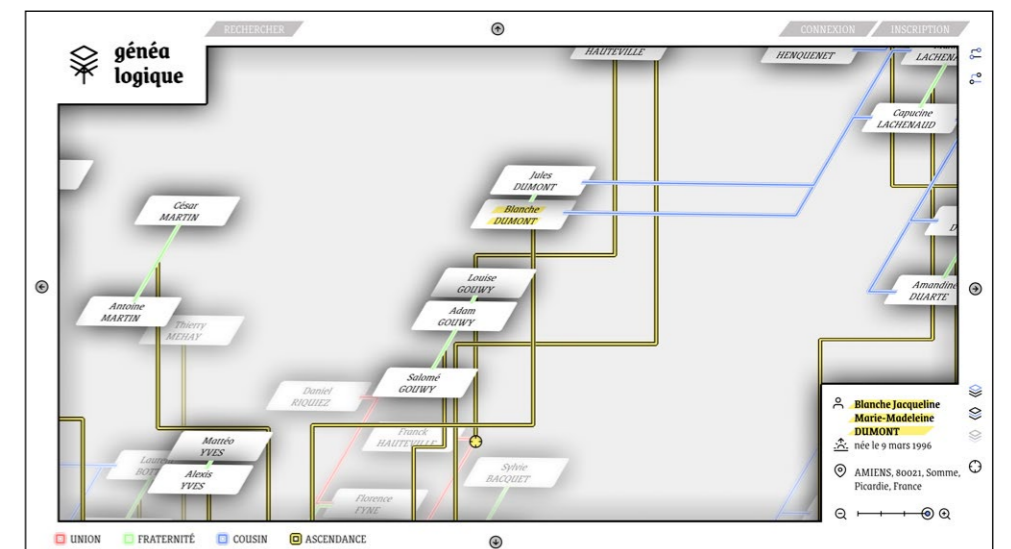 RECHERCHER
CONNEXION
INSCRIPTION
généa
logique
HAUTEVILLE
HENQUENET
Capucine
LACHENAUD
Jules
DUMONT
Blanche
DUMONT
César
MARTIN
Louise
GOUWY
Amandine
DUARTE
Antoine
MARTIN
Adam
GOUWY
Thierry
MEHAY
Salomé
GOUWY
Daniel
RIQUIEZ
Franck
HAUTEVILLE
Mattéo
YVES
Alexis
YVES
Sylvie
BACQUET
Florence
FYNE
Blanche Jacqueline
Marie-Madeleine
DUMONT
née le 9 mars 1996
AMIENS, 80021, Somme,
Picardie, France
UNION
FRATERNITÉ
COUSIN
ASCENDANCE